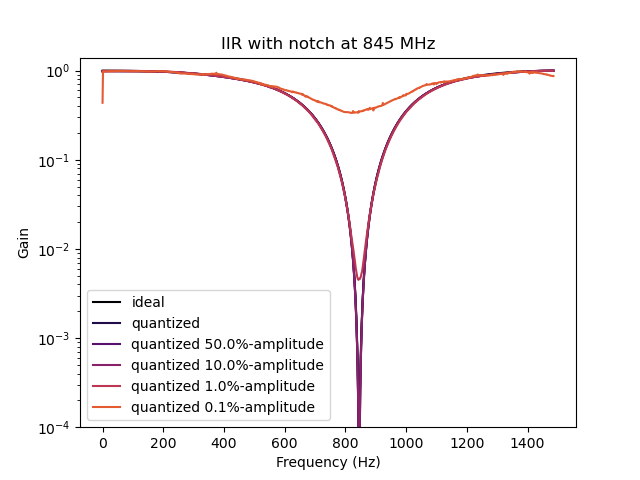 IIR with notch at 845 MHz
10^0
10^-1
10^-2
10^-3
10^-4
Gain
ideal
quantized
quantized 50.0%-amplitude
quantized 10.0%-amplitude
quantized 1.0%-amplitude
quantized 0.1%-amplitude
0 200 400 600 800 1000 1200 1400
Frequency (Hz)